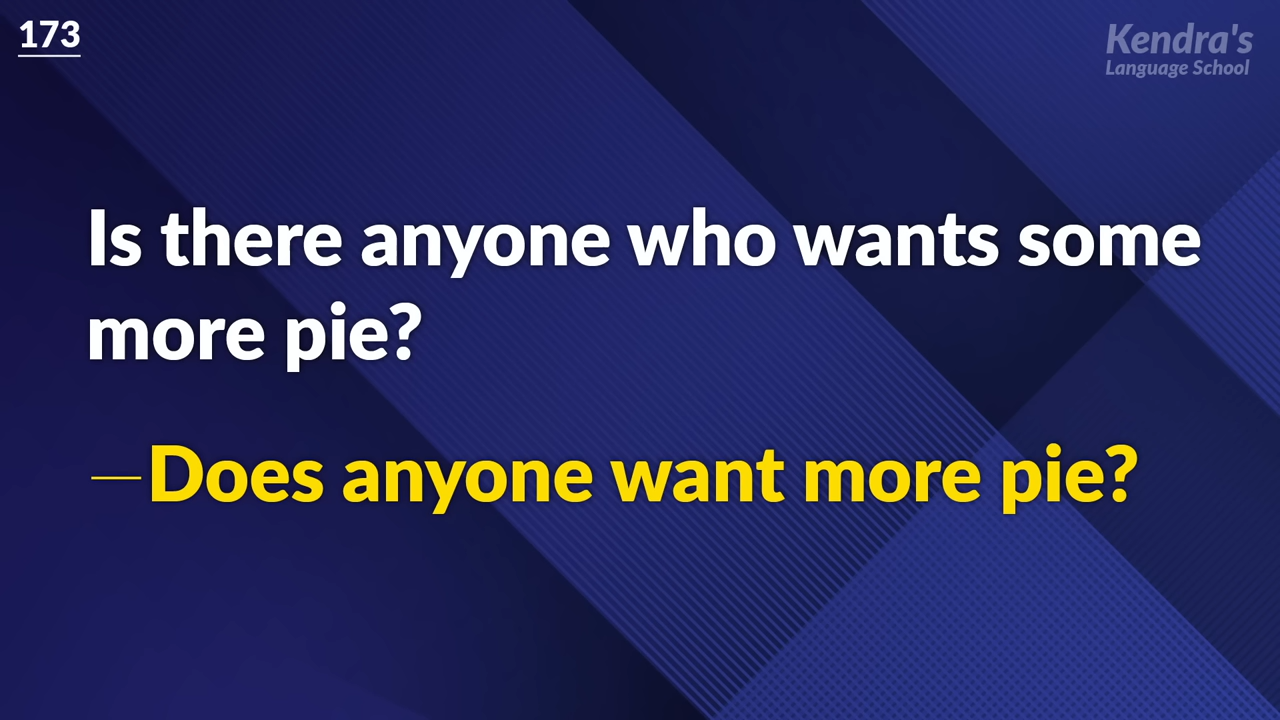 173
Kendra's
Language School
Is there anyone who wants some
more pie?
—Does anyone want more pie?